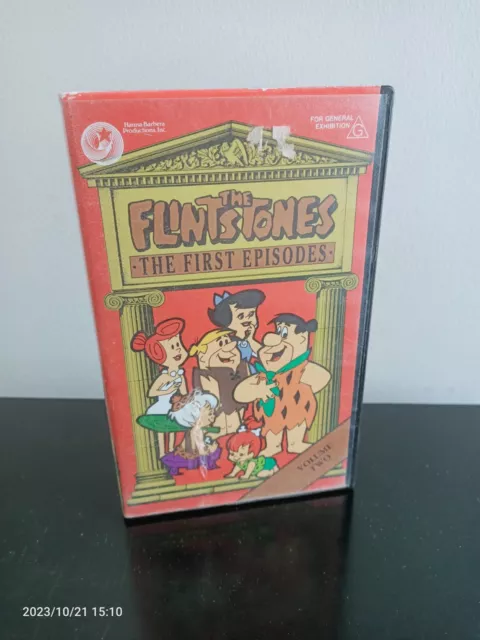 Hanna-Barbera
Productions, Inc.
FOR GENERAL
EXHIBITION
G
THE
FLINTSTONES
·THE FIRST EPISODES·
VOLUME
TWO
2023/10/21 15:10